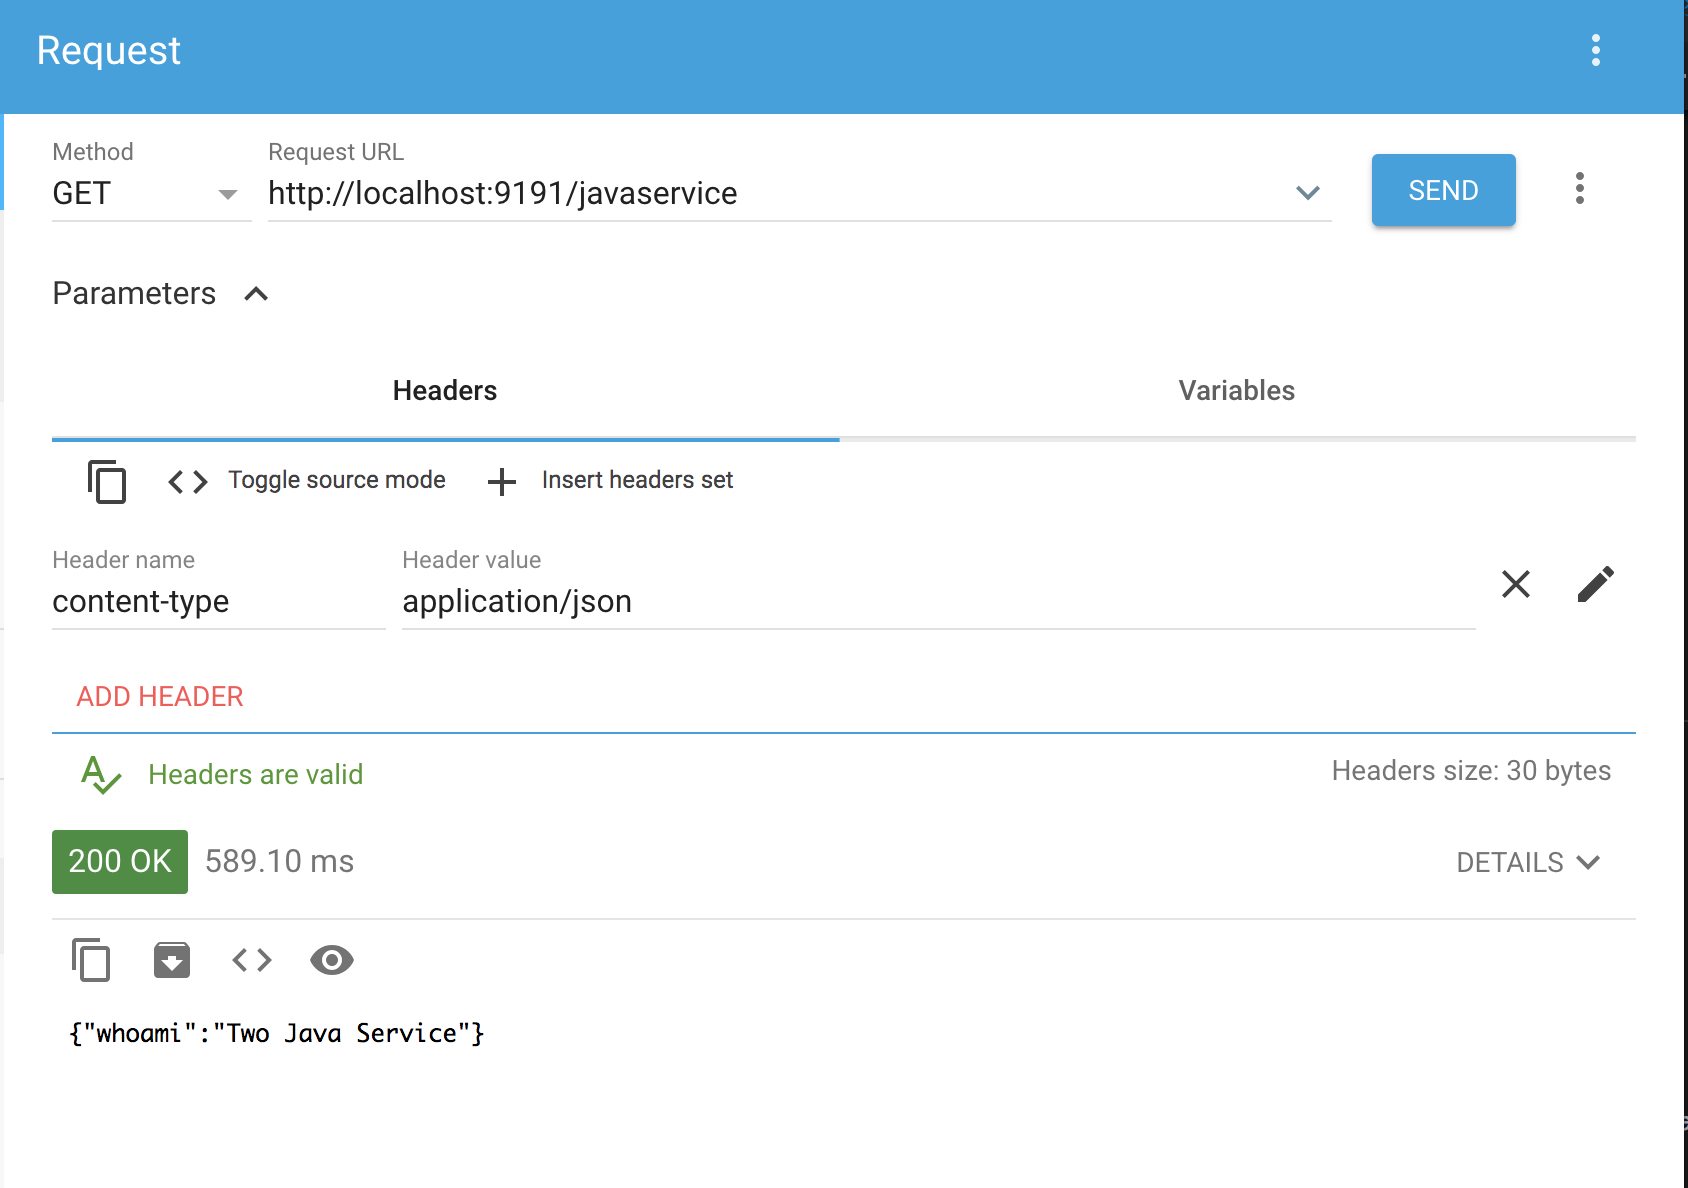 Request
Method
Request URL
GET
http://localhost:9191/javaservice
SEND
Parameters
Headers
Variables
Toggle source mode
Insert headers set
Header name
Header value
content-type
application/json
ADD HEADER
Headers are valid
Headers size: 30 bytes
200 OK
589.10 ms
DETAILS
{"whoami":"Two Java Service"}